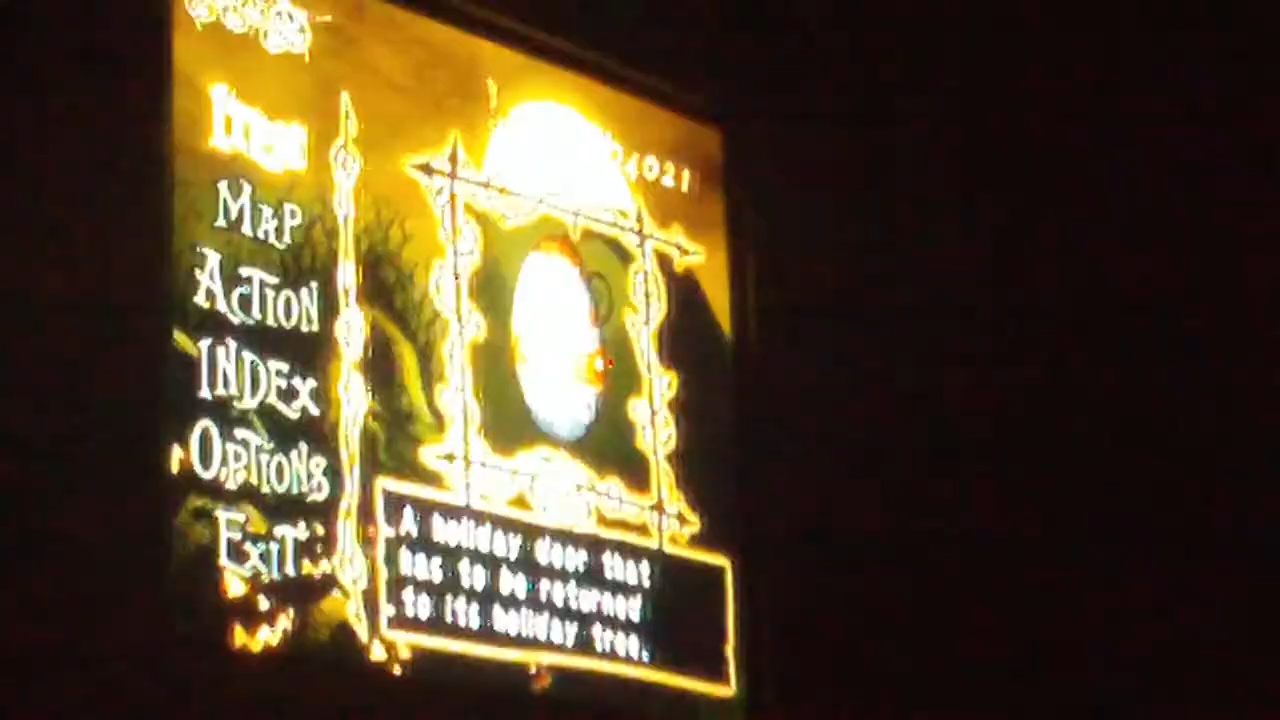 4021
Item
Map
Action
Index
Options
Exit
A holiday door that
has to be returned
to its holiday tree.